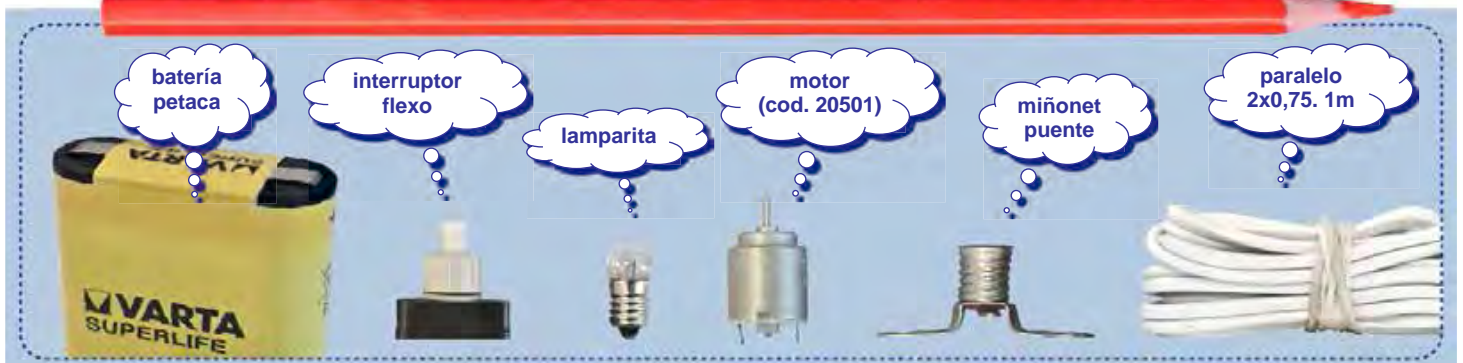 batería
petaca
interruptor
flexo
lamparita
motor
(cod. 20501)
miñonet
puente
paralelo
2x0,75. 1m
VARTA
VARTA
SUPERLIFE